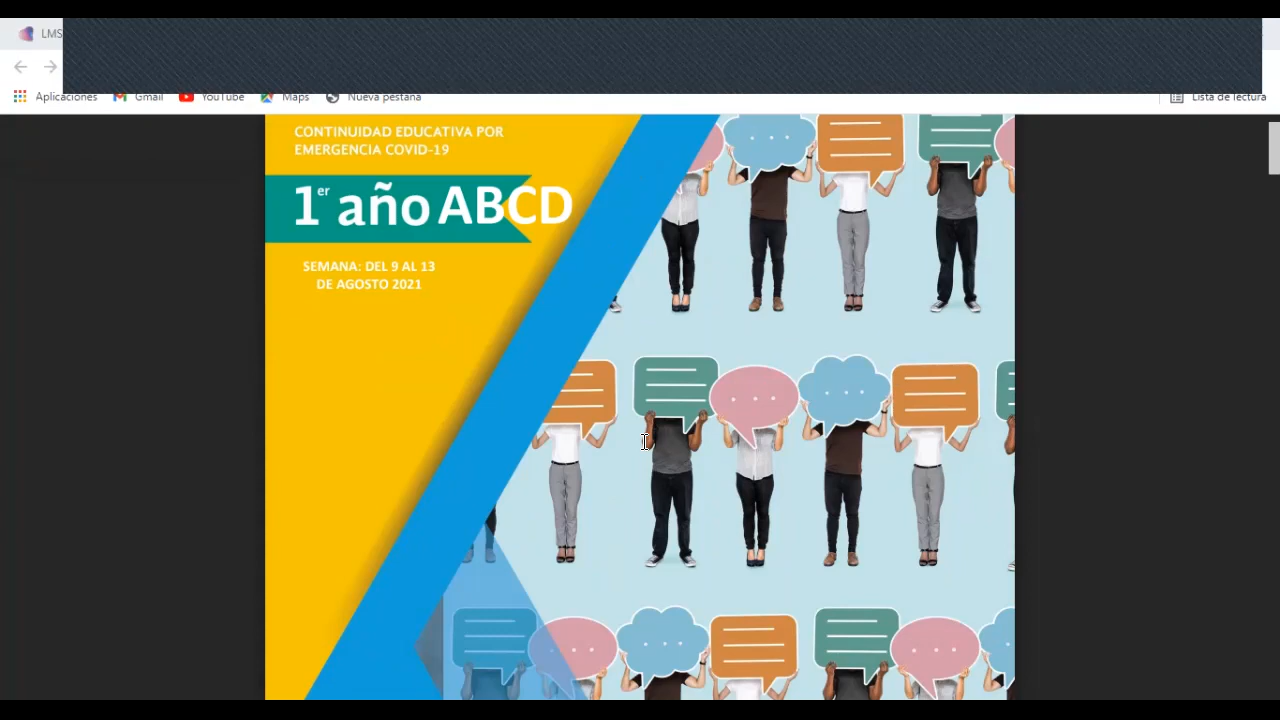 LMS
Aplicaciones Gmail YouTube Maps Nueva pestaña Lista de lectura
CONTINUIDAD EDUCATIVA POR
EMERGENCIA COVID-19
1er año ABCD
SEMANA: DEL 9 AL 13
DE AGOSTO 2021